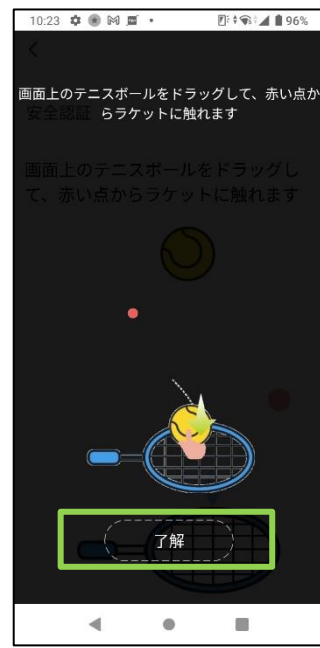 10:23
96%
画面上のテニスボールをドラッグして、赤い点か
らラケットに触れます
安全認証
画面上のテニスボールをドラッグし
て、赤い点からラケットに触れます
了解